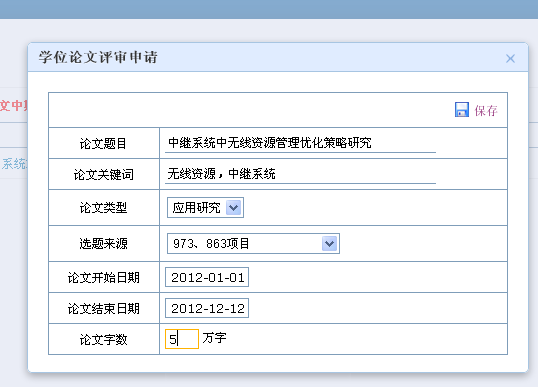 学位论文评审申请
文中期
保存
论文题目 中继系统中无线资源管理优化策略研究
系统
论文关键词 无线资源，中继系统
论文类型 应用研究
选题来源 973、863项目
论文开始日期 2012-01-01
论文结束日期 2012-12-12
论文字数 5 万字